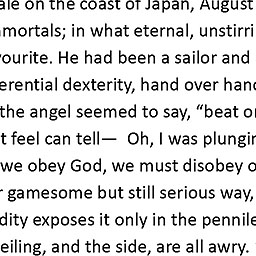 ale on the coast of Japan, August
mortals; in what eternal, unstirri
ourite. He had been a sailor and
erential dexterity, hand over han
the angel seemed to say, “beat o
t feel can tell—  Oh, I was plungin
we obey God, we must disobey o
gamesome but still serious way,
dity exposes it only in the pennile
eiling, and the side, are all awry.